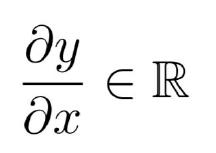 ∂y/∂x ∈ ℝ